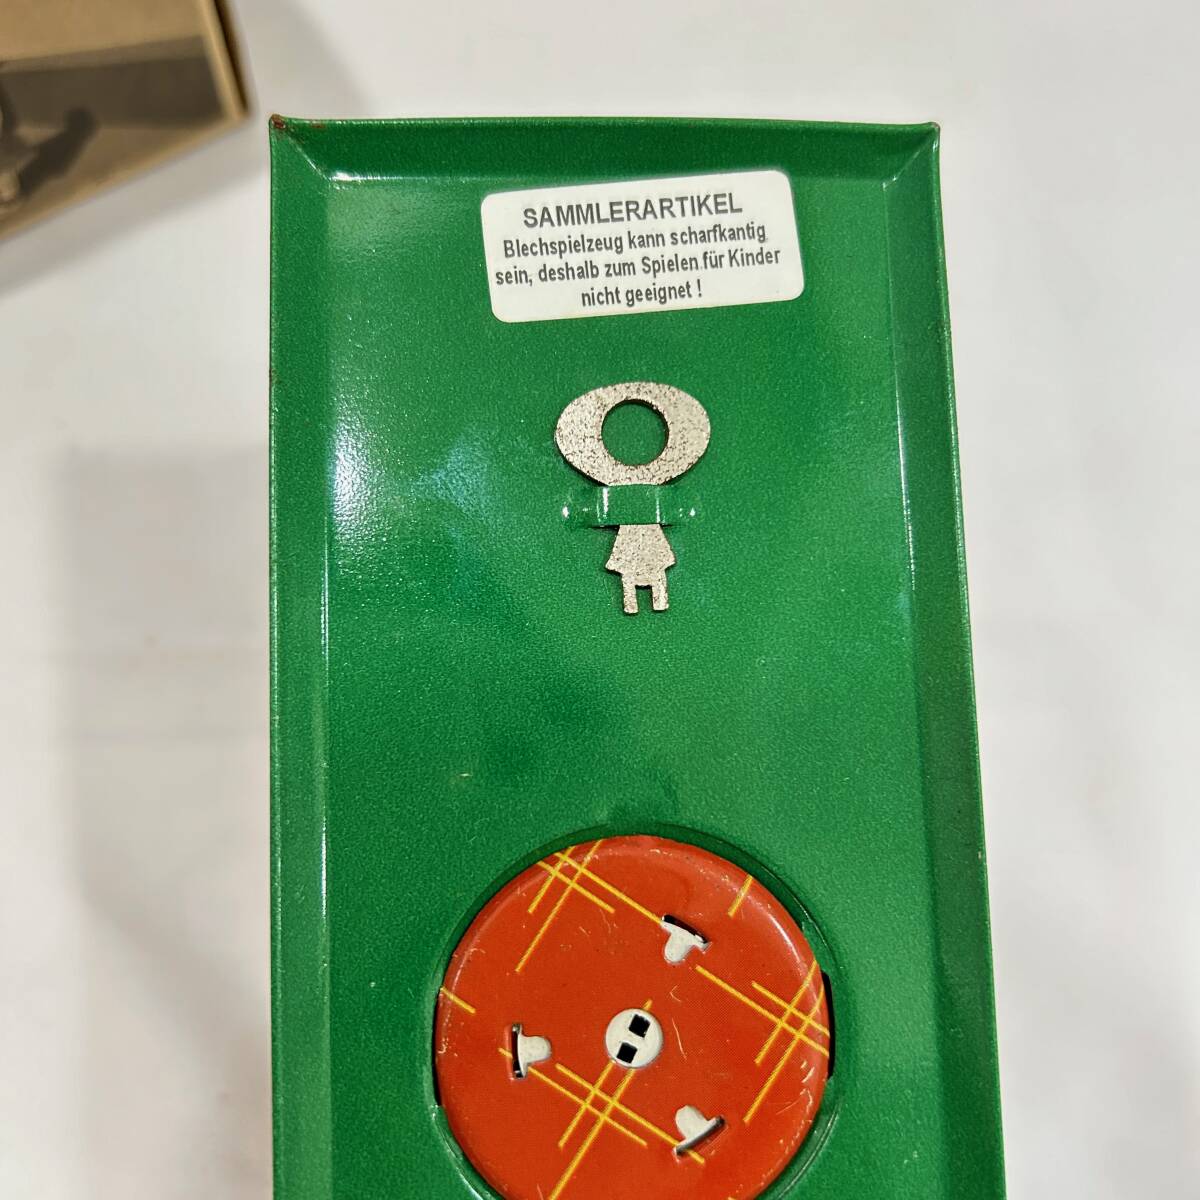 SAMMLERARTIKEL
Blechspielzeug kann scharfkantig
sein, deshalb zum Spielen für Kinder
nicht geeignet !